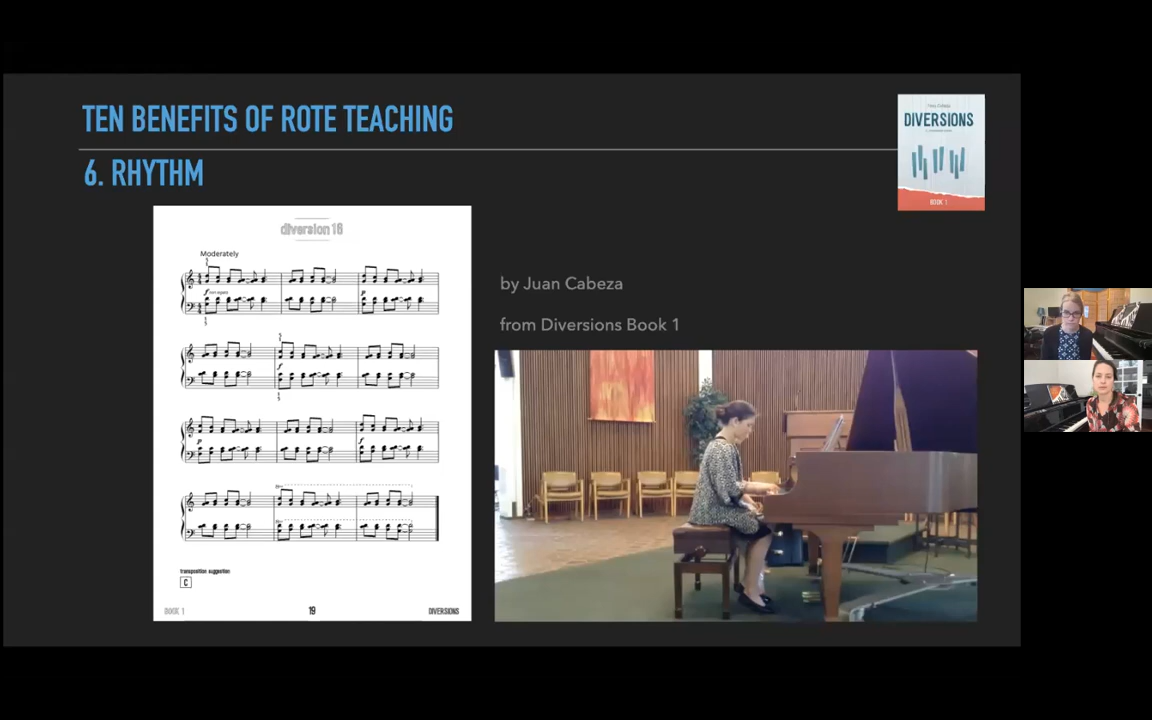 TEN BENEFITS OF ROTE TEACHING
DIVERSIONS
BOOK 1
6. RHYTHM
diversion 18
Moderately
by Juan Cabeza
from Diversions Book 1
transposition suggestion
C
BOOK 1
19
DIVERSIONS